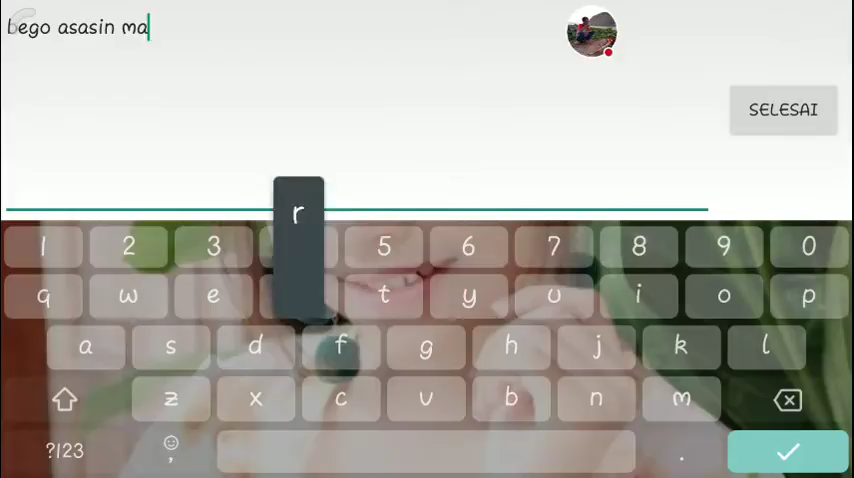 bego asasin ma
SELESAI
r
1 2 3 5 6 7 8 9 0
q w e t y u i o p
a s d f g h j k l
z x c v b n m
?123 , .